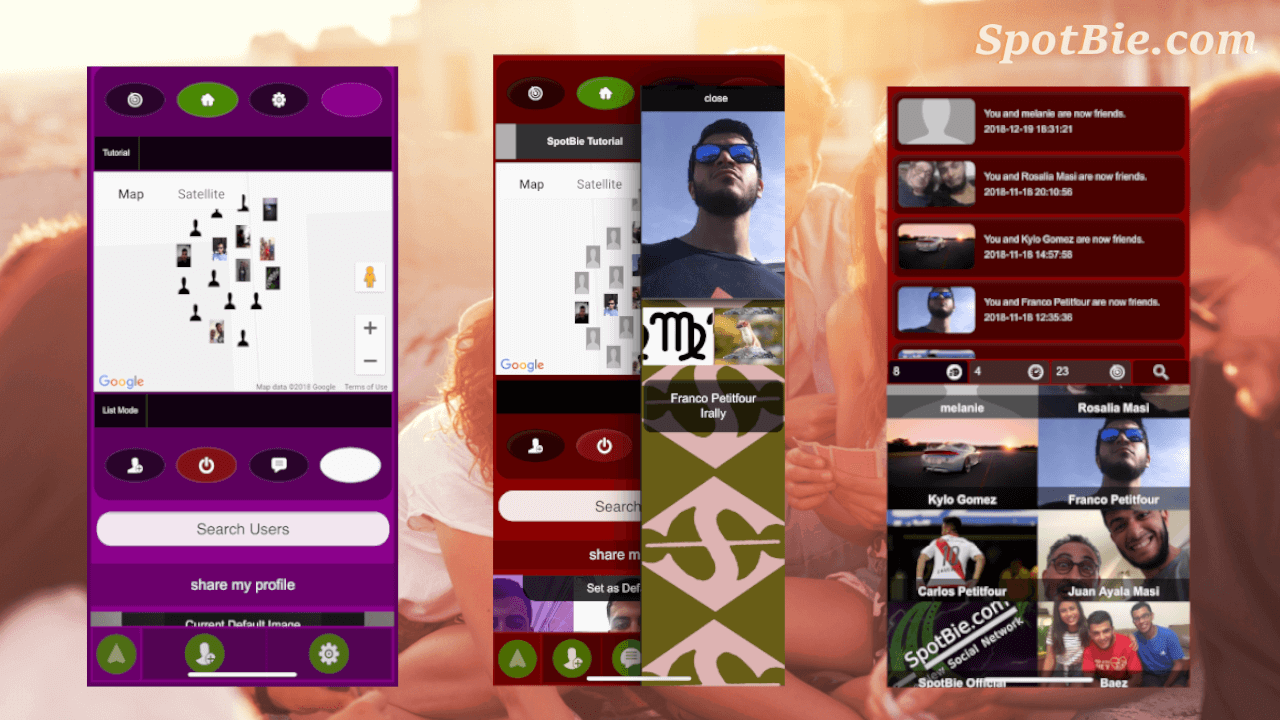 SpotBie.com
Tutorial
Map
Satellite
Google
Map data ©2018 Google
Terms of Use
List Mode
Search Users
share my profile
Current Default Image
SpotBie Tutorial
Map
Satellite
Google
Search
share m
Set as Def
close
Franco Petitfour
Irally
You and melanie are now friends.
2018-12-19 18:31:21
You and Rosalia Masi are now friends.
2018-11-18 20:10:56
You and Kylo Gomez are now friends.
2018-11-18 14:57:58
You and Franco Petitfour are now friends.
2018-11-18 12:35:36
8
4
23
melanie
Rosalia Masi
Kylo Gomez
Franco Petitfour
Carlos Petitfour
Juan Ayala Masi
SpotBie.com
Social Network
SpotBie Official
Baez